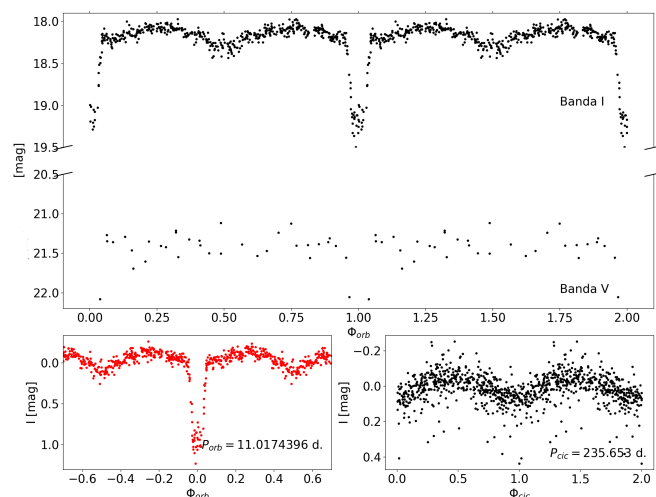 18.0
18.5
19.0
19.5
20.5
21.0
21.5
22.0
[mag]
Banda I
Banda V
0.00 0.25 0.50 0.75 1.00 1.25 1.50 1.75 2.00
Φorb
0.0
0.5
1.0
I [mag]
Porb = 11.0174396 d.
−0.6 −0.4 −0.2 0.0 0.2 0.4 0.6
Φorb
−0.2
0.0
0.2
0.4
I [mag]
Pcic = 235.653 d.
0.0 0.5 1.0 1.5 2.0
Φcic